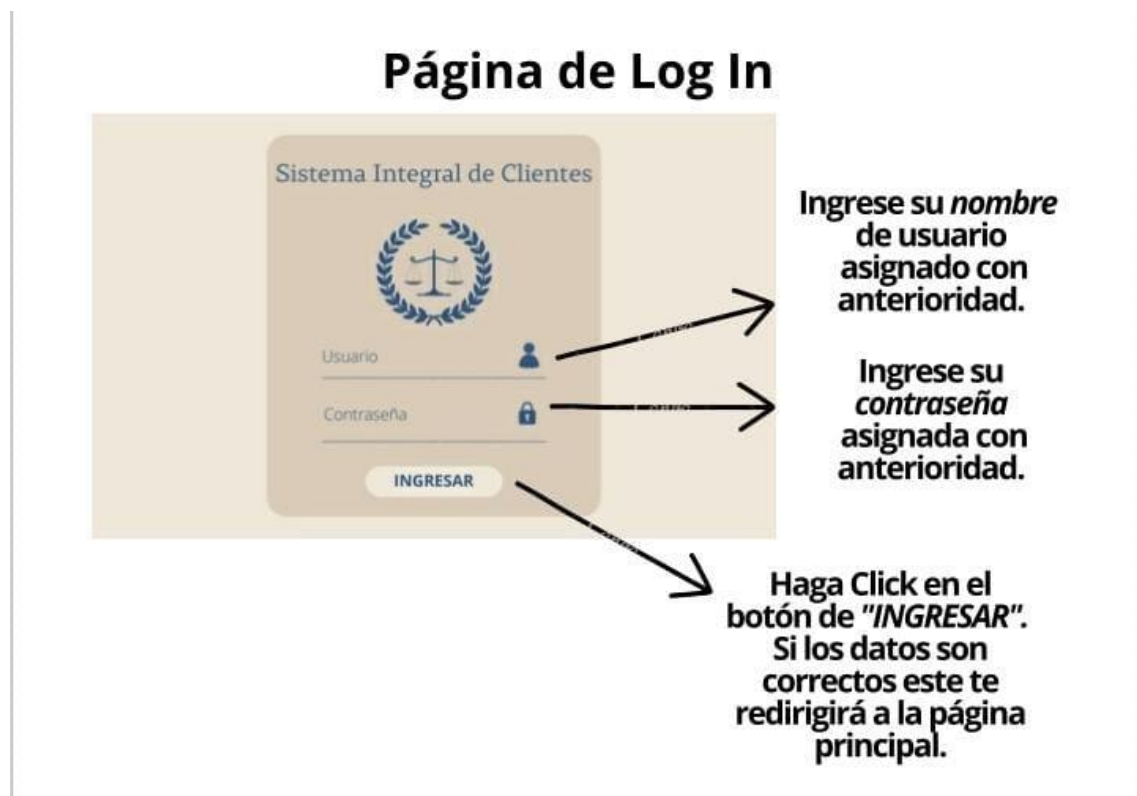 Página de Log In
Sistema Integral de Clientes
Usuario
Contraseña
INGRESAR
Ingrese su nombre
de usuario
asignado con
anterioridad.
Ingrese su
contraseña
asignada con
anterioridad.
Haga Click en el
botón de "INGRESAR".
Si los datos son
correctos este te
redirigirá a la página
principal.